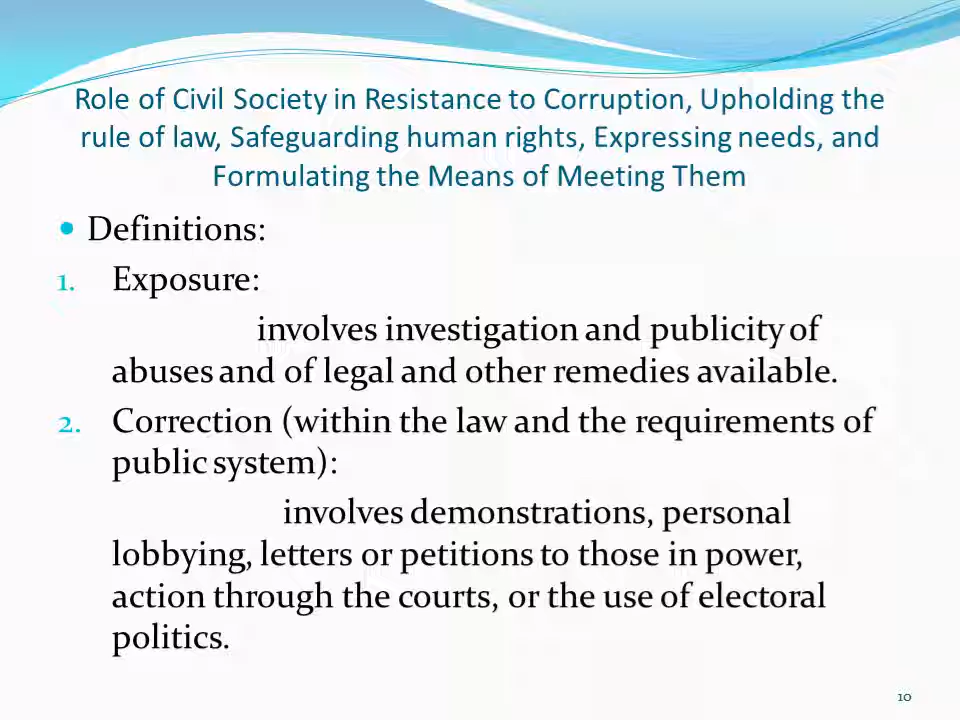 Role of Civil Society in Resistance to Corruption, Upholding the
rule of law, Safeguarding human rights, Expressing needs, and
Formulating the Means of Meeting Them
• Definitions:
1. Exposure:
involves investigation and publicity of
abuses and of legal and other remedies available.
2. Correction (within the law and the requirements of
public system):
involves demonstrations, personal
lobbying, letters or petitions to those in power,
action through the courts, or the use of electoral
politics.
10